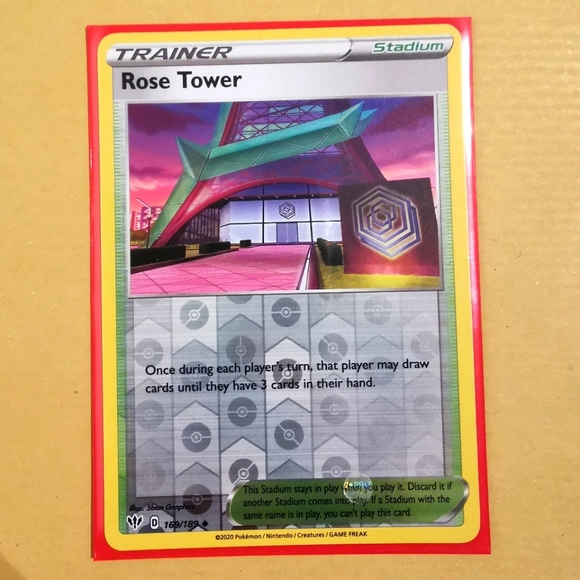 TRAINER
Stadium
Rose Tower
Once during each player's turn, that player may draw
cards until they have 3 cards in their hand.
This Stadium stays in play when you play it. Discard it if
another Stadium comes into play. If a Stadium with the
same name is in play, you can't play this card.
Illus. 5ban Graphics
D 169/189
©2020 Pokémon / Nintendo / Creatures / GAME FREAK